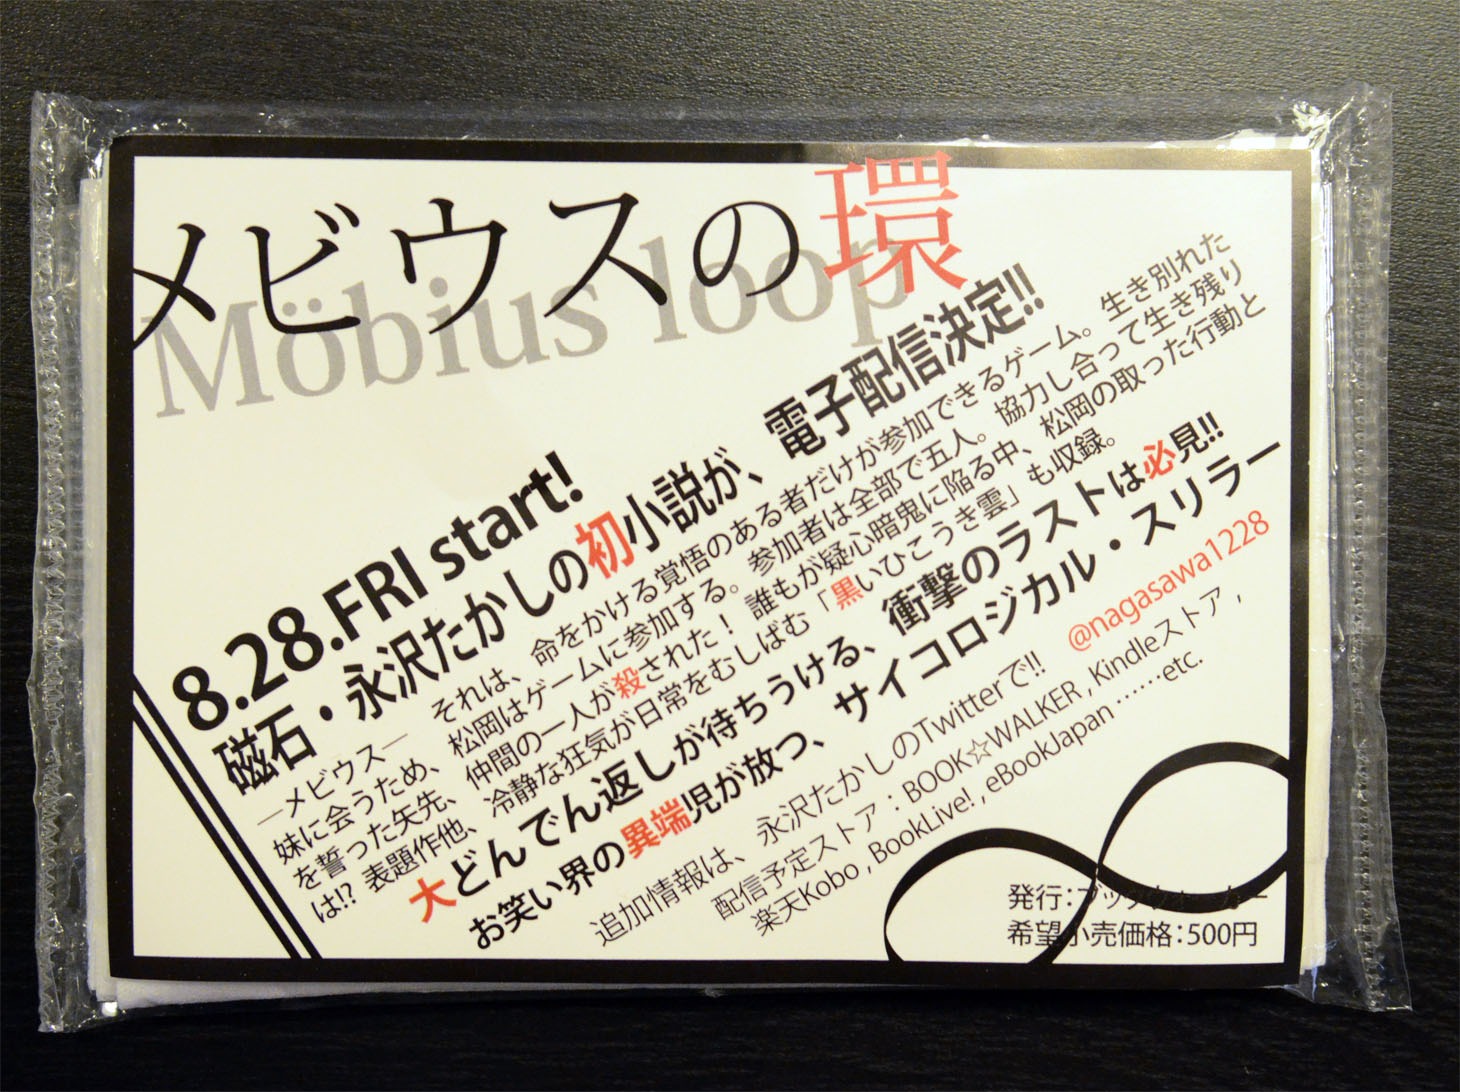 メビウスの環
Möbius loop
8.28.FRI start!
磁石・永沢たかしの初小説が、電子配信決定!!
―メビウス― それは、命をかける覚悟のある者だけが参加できるゲーム。生き別れた
妹に会うため、松岡はゲームに参加する。参加者は全部で五人。協力し合って生き残り
を誓った矢先、仲間の一人が殺された！ 誰もが疑心暗鬼に陥る中、松岡の取った行動と
は!? 表題作他、冷静な狂気が日常をむしばむ「黒いひこうき雲」も収録。
大どんでん返しが待ちうける、衝撃のラストは必見!!
お笑い界の異端児が放つ、サイコロジカル・スリラー
追加情報は、永沢たかしのTwitterで!! @nagasawa1228
配信予定ストア：BOOK☆WALKER , Kindleストア ,
楽天Kobo , BookLive! , eBookJapan ……etc.
発行：ブックウォーカー
希望小売価格：500円